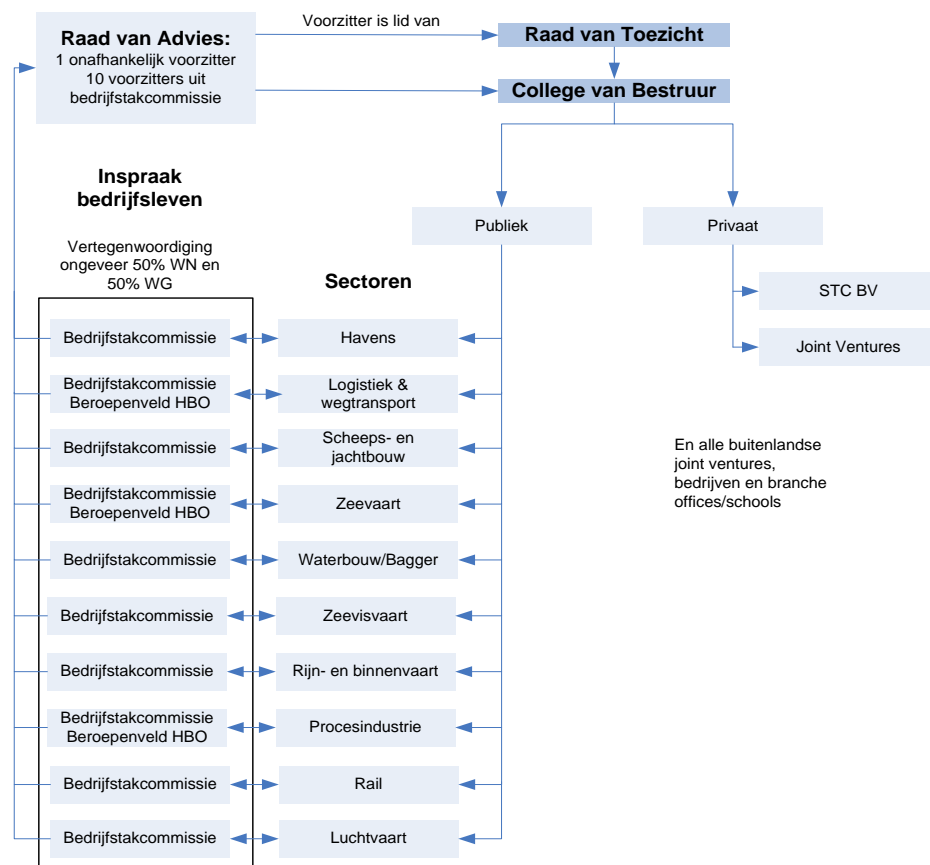 Raad van Advies:
1 onafhankelijk voorzitter
10 voorzitters uit
bedrijfstakcommissie
Voorzitter is lid van
Raad van Toezicht
College van Bestruur
Inspraak
bedrijfsleven
Vertegenwoordiging
ongeveer 50% WN en
50% WG
Sectoren
Publiek
Privaat
STC BV
Joint Ventures
En alle buitenlandse
joint ventures,
bedrijven en branche
offices/schools
Bedrijfstakcommissie
Havens
Bedrijfstakcommissie
Beroepenveld HBO
Logistiek &
wegtransport
Bedrijfstakcommissie
Scheeps- en
jachtbouw
Bedrijfstakcommissie
Beroepenveld HBO
Zeevaart
Bedrijfstakcommissie
Waterbouw/Bagger
Bedrijfstakcommissie
Zeevisvaart
Bedrijfstakcommissie
Rijn- en binnenvaart
Bedrijfstakcommissie
Beroepenveld HBO
Procesindustrie
Bedrijfstakcommissie
Rail
Bedrijfstakcommissie
Luchtvaart